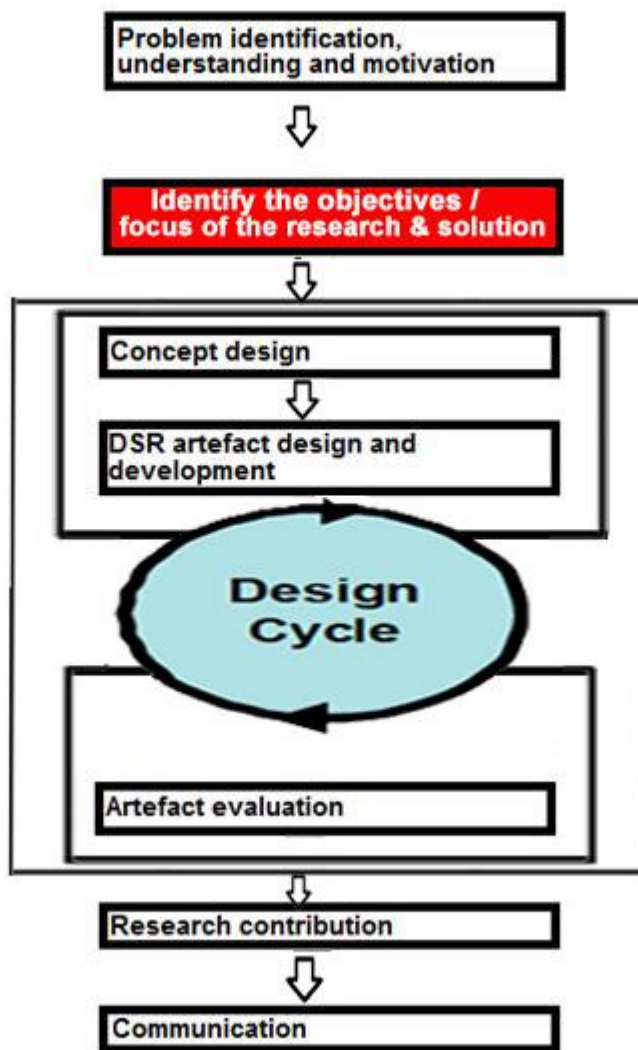 Problem identification,
understanding and motivation
Identify the objectives /
focus of the research & solution
Concept design
DSR artefact design and
development
Design
Cycle
Artefact evaluation
Research contribution
Communication